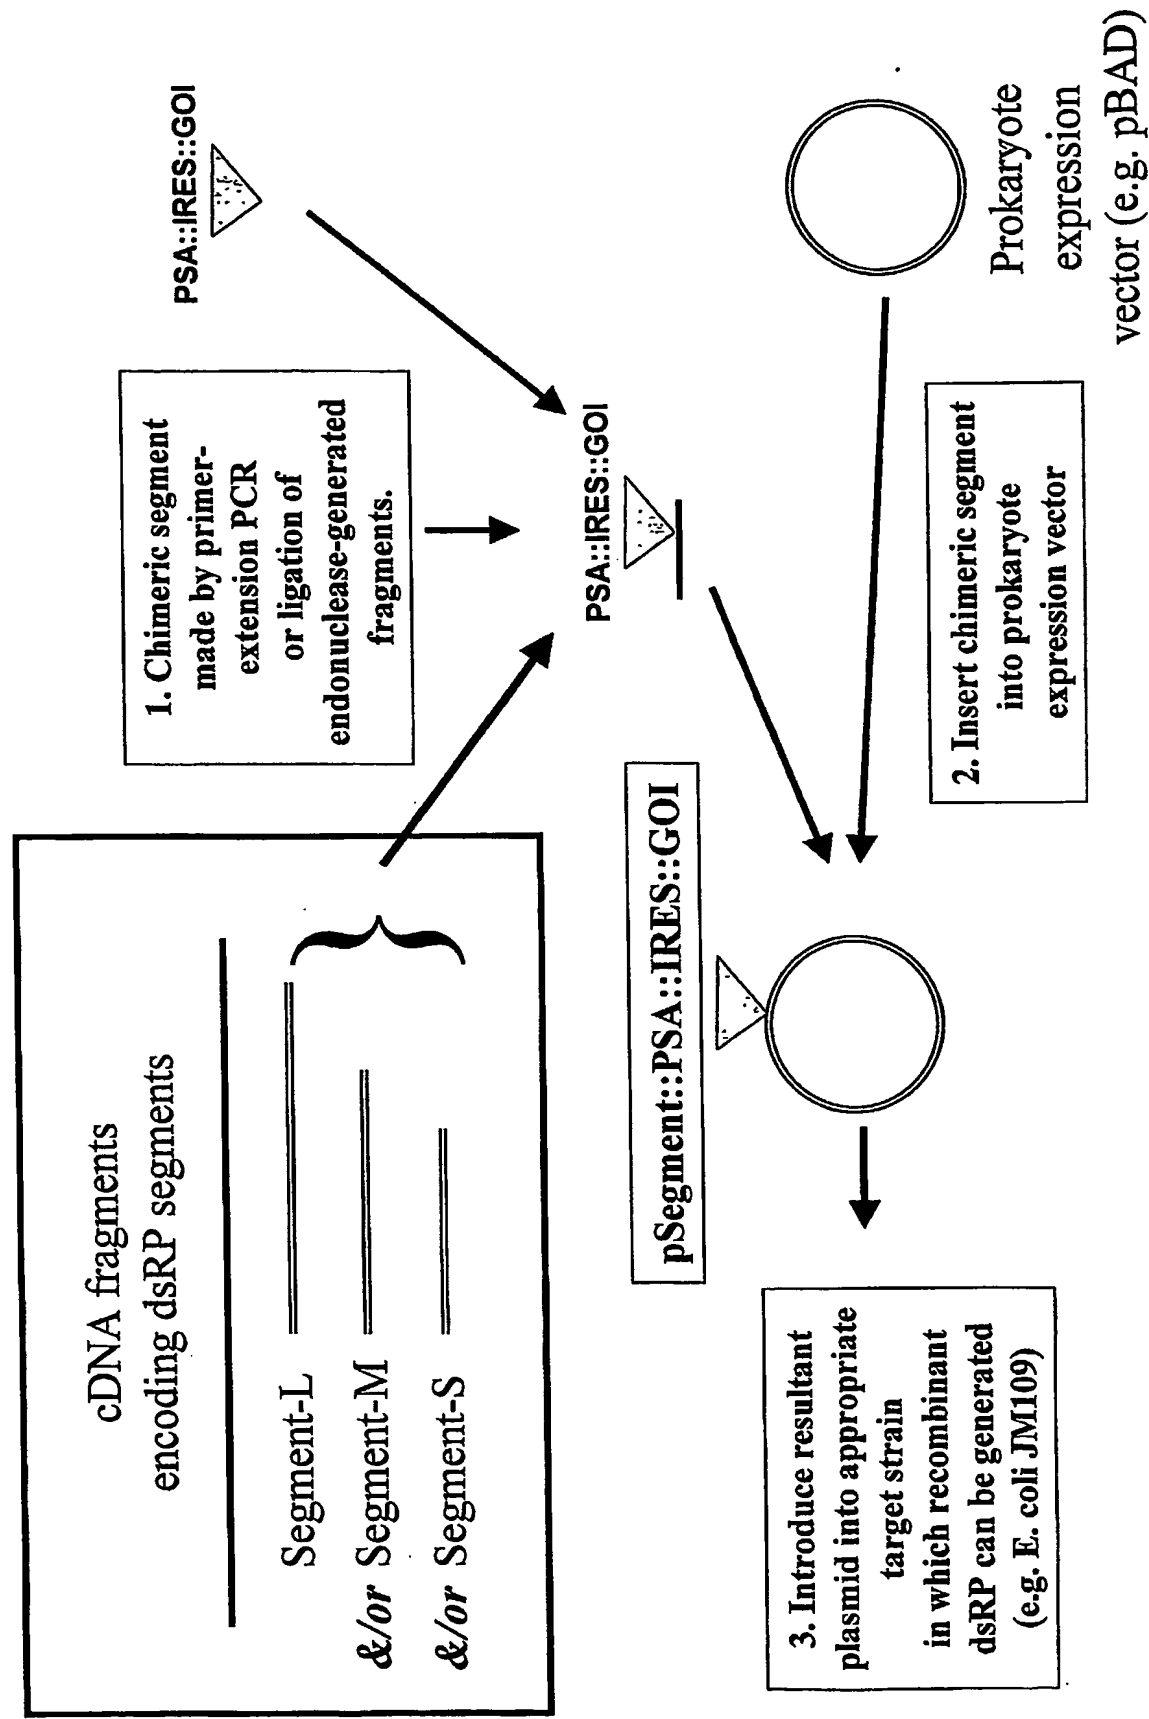 cDNA fragments
encoding dsRP segments
Segment-L
&/or Segment-M
&/or Segment-S
1. Chimeric segment
made by primer-
extension PCR
or ligation of
endonuclease-generated
fragments.
PSA::IRES::GOI
PSA::IRES::GOI
pSegment::PSA::IRES::GOI
3. Introduce resultant
plasmid into appropriate
target strain
in which recombinant
dsRP can be generated
(e.g. E. coli JM109)
2. Insert chimeric segment
into prokaryote
expression vector
Prokaryote
expression
vector (e.g. pBAD)